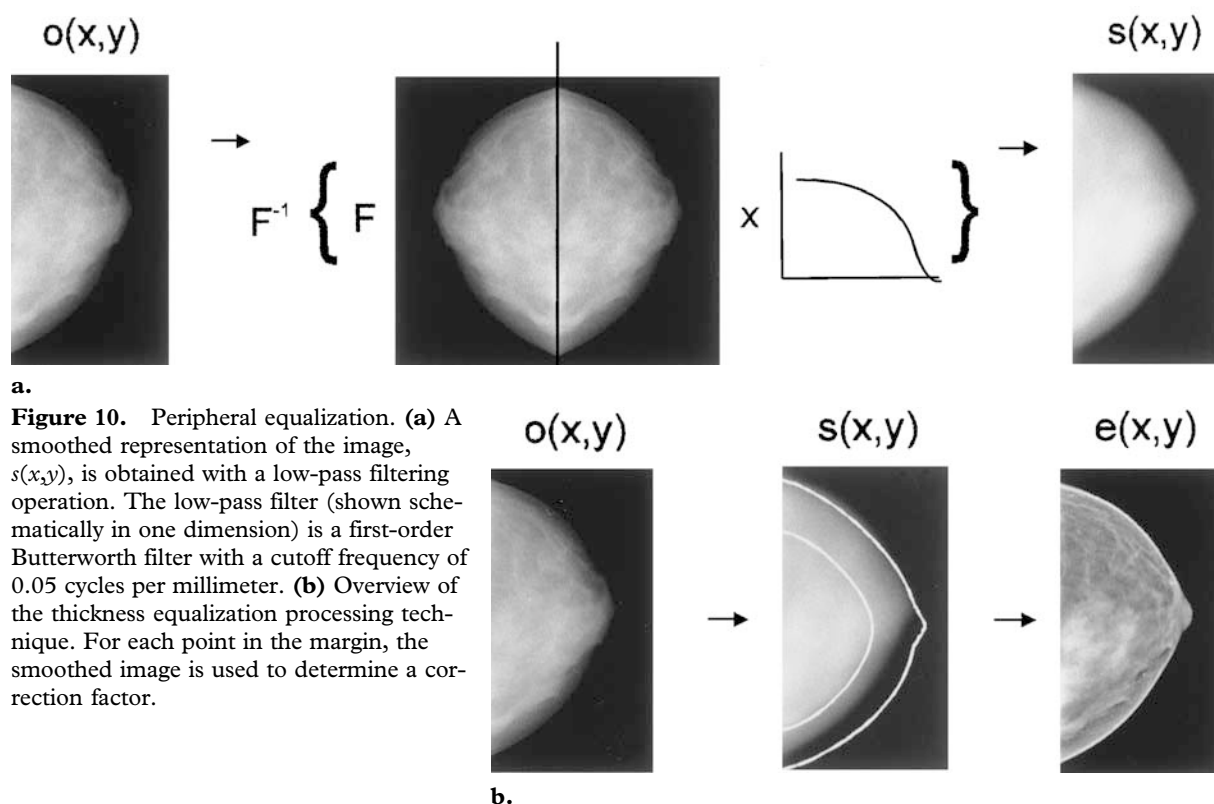 o(x,y)
s(x,y)
F⁻¹ { F
x
}
a.
Figure 10. Peripheral equalization. (a) A
smoothed representation of the image,
s(x,y), is obtained with a low-pass filtering
operation. The low-pass filter (shown sche-
matically in one dimension) is a first-order
Butterworth filter with a cutoff frequency of
0.05 cycles per millimeter. (b) Overview of
the thickness equalization processing tech-
nique. For each point in the margin, the
smoothed image is used to determine a cor-
rection factor.
o(x,y)
s(x,y)
e(x,y)
b.